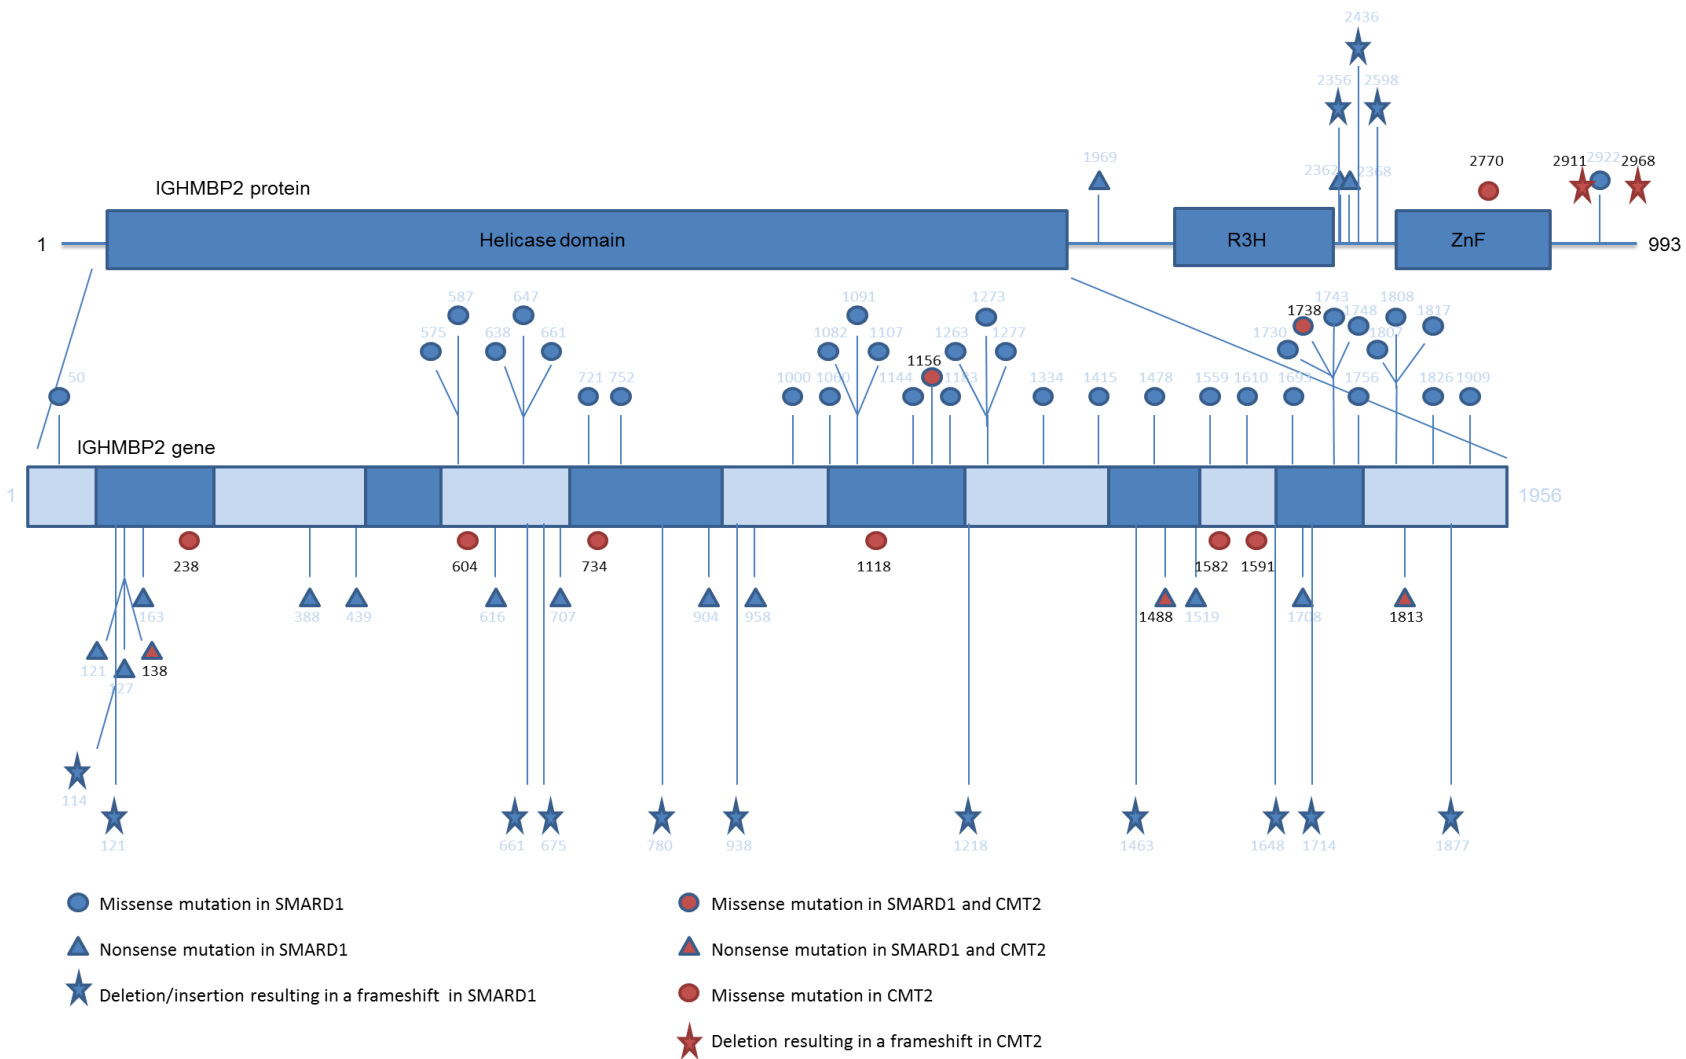 2436
2356 2598
1969 2362 2368 2770 2911 2922 2968
IGHMBP2 protein
1 Helicase domain R3H ZnF 993
587 647 1091 1273 1738 1743 1808
575 638 661 1082 1107 1263 1277 1730 1748 1807 1817
1156
50 721 752 1000 1060 1144 1183 1334 1415 1478 1559 1610 1695 1756 1826 1909
IGHMBP2 gene
1 1956
238 604 734 1118 1582 1591
163 388 439 616 707 904 958 1488 1519 1708 1813
121 127 138
114
121 661 675 780 938 1218 1463 1648 1714 1877
Missense mutation in SMARD1
Nonsense mutation in SMARD1
Deletion/insertion resulting in a frameshift in SMARD1
Missense mutation in SMARD1 and CMT2
Nonsense mutation in SMARD1 and CMT2
Missense mutation in CMT2
Deletion resulting in a frameshift in CMT2